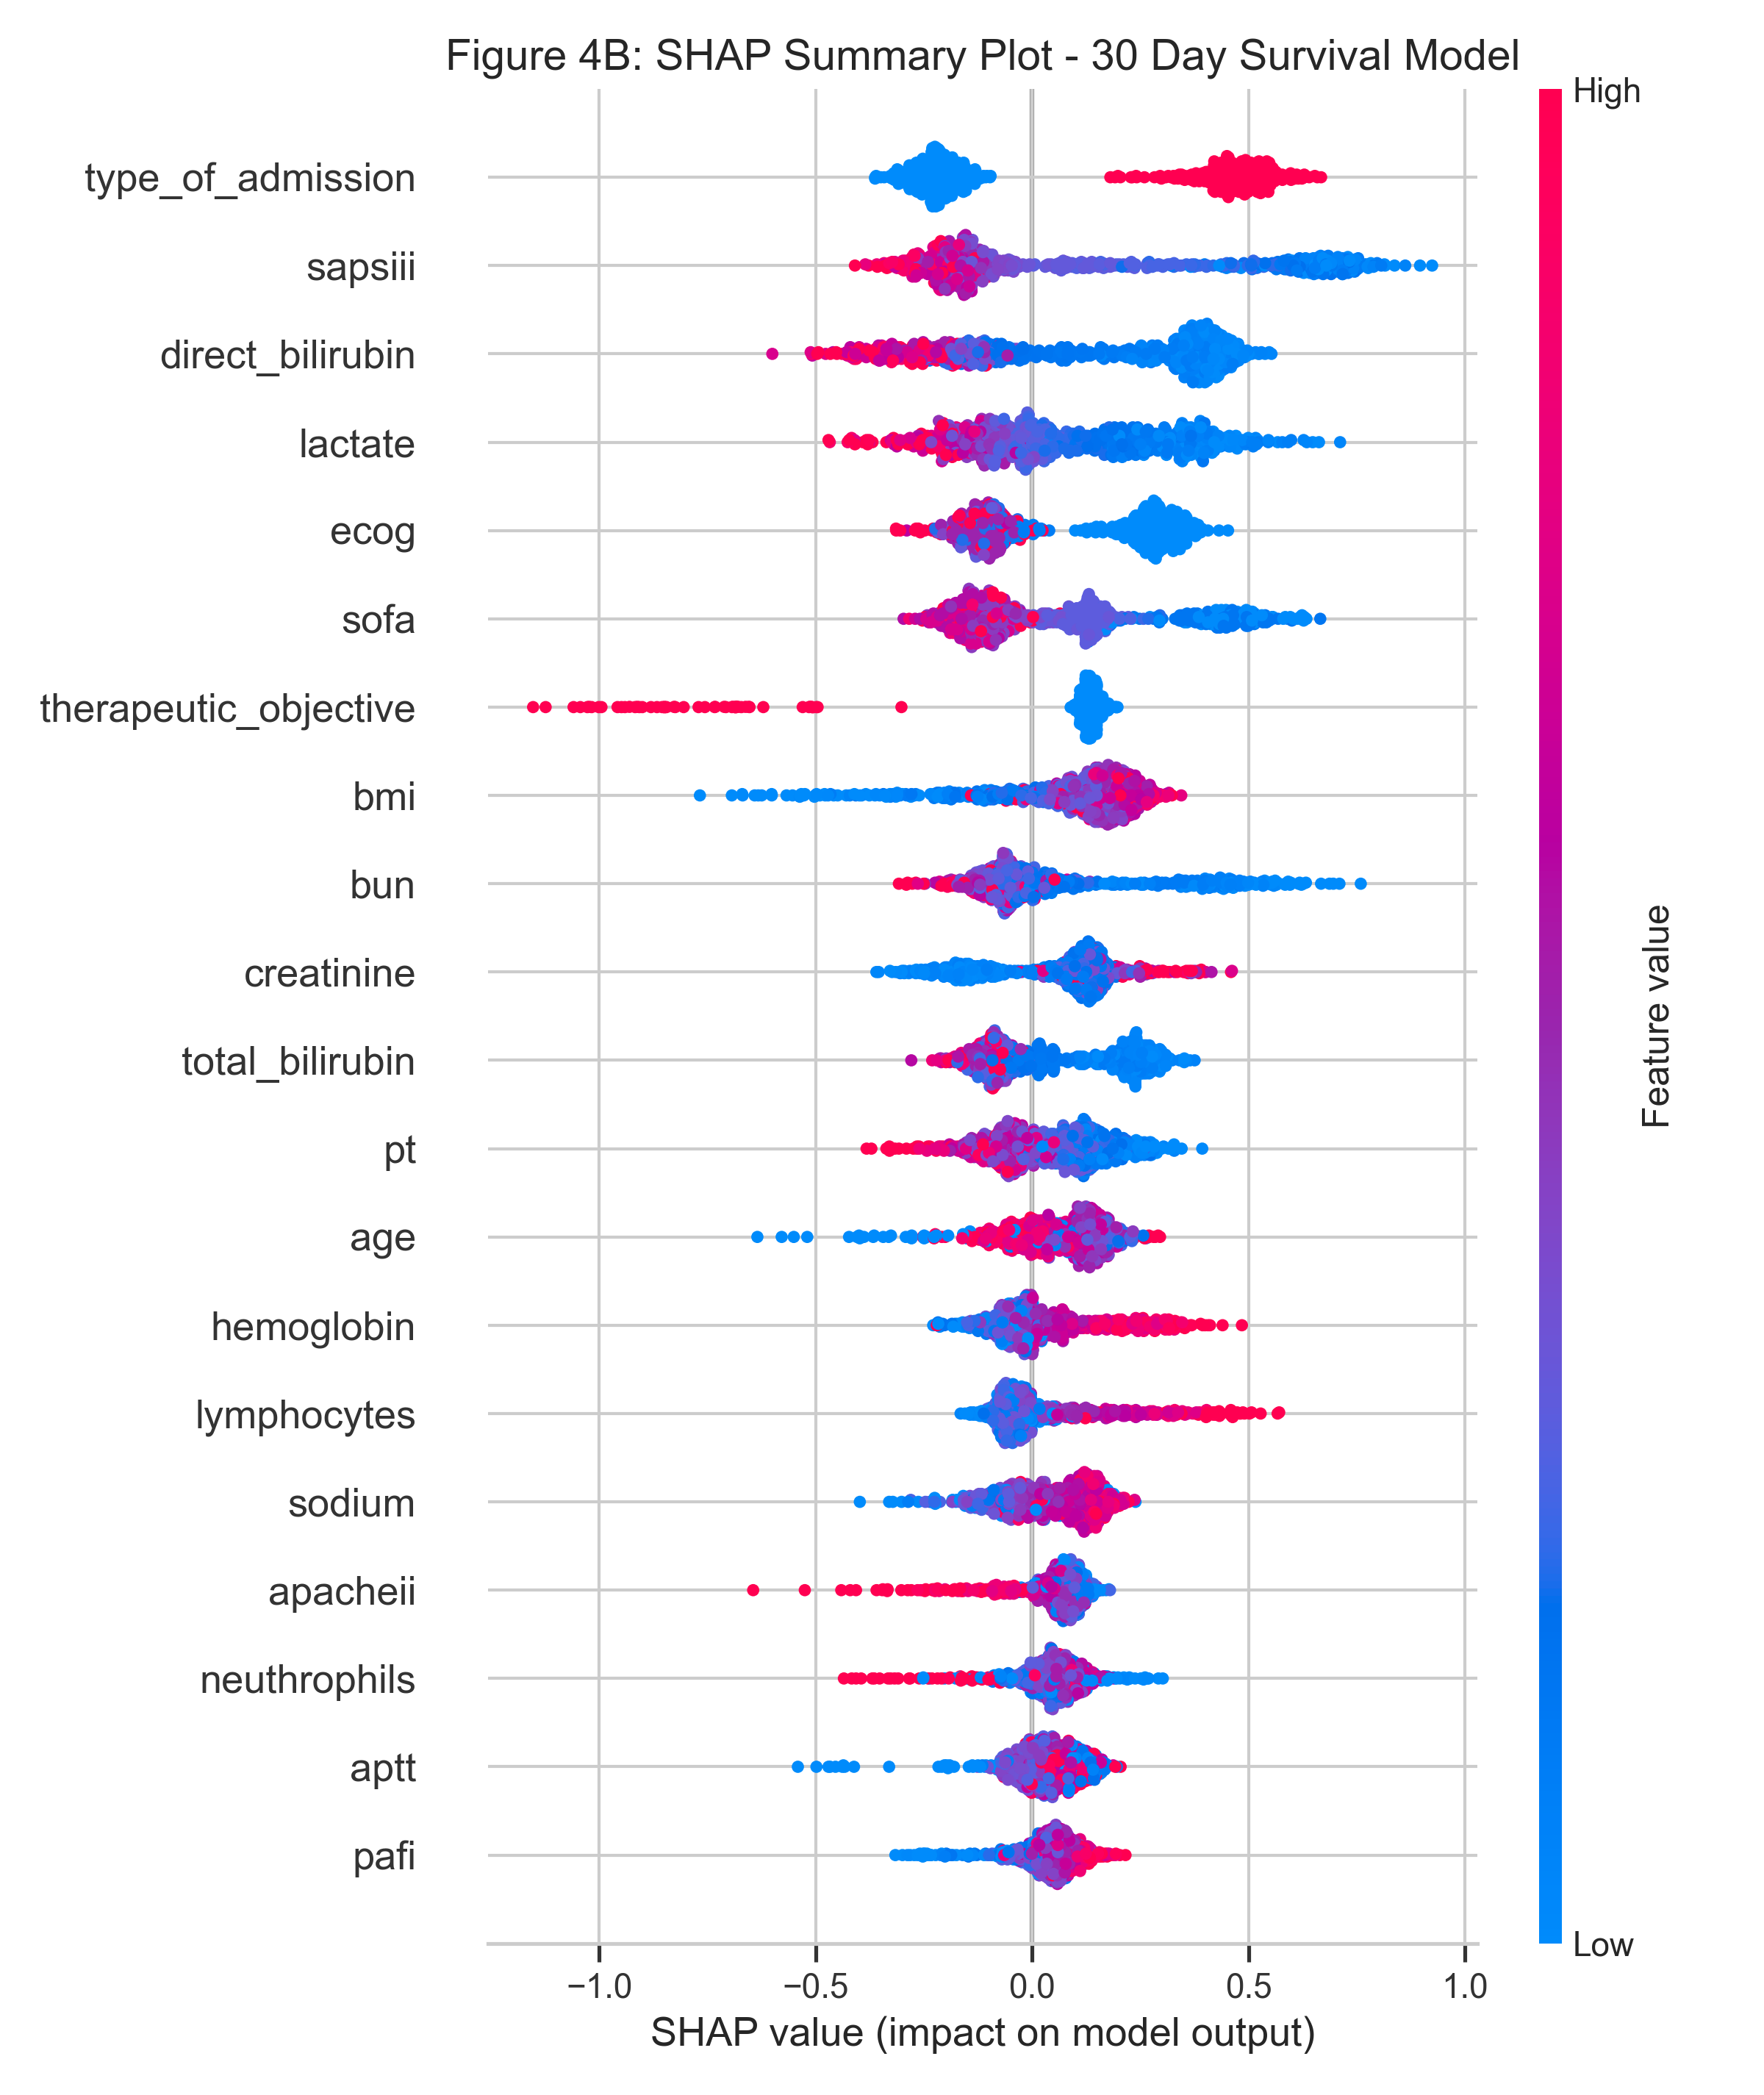 Figure 4B: SHAP Summary Plot - 30 Day Survival Model
High
type_of_admission
sapsiii
direct_bilirubin
lactate
ecog
sofa
therapeutic_objective
bmi
bun
creatinine
total_bilirubin
pt
age
hemoglobin
lymphocytes
sodium
apacheii
neuthrophils
aptt
pafi
Feature value
Low
−1.0 −0.5 0.0 0.5 1.0
SHAP value (impact on model output)